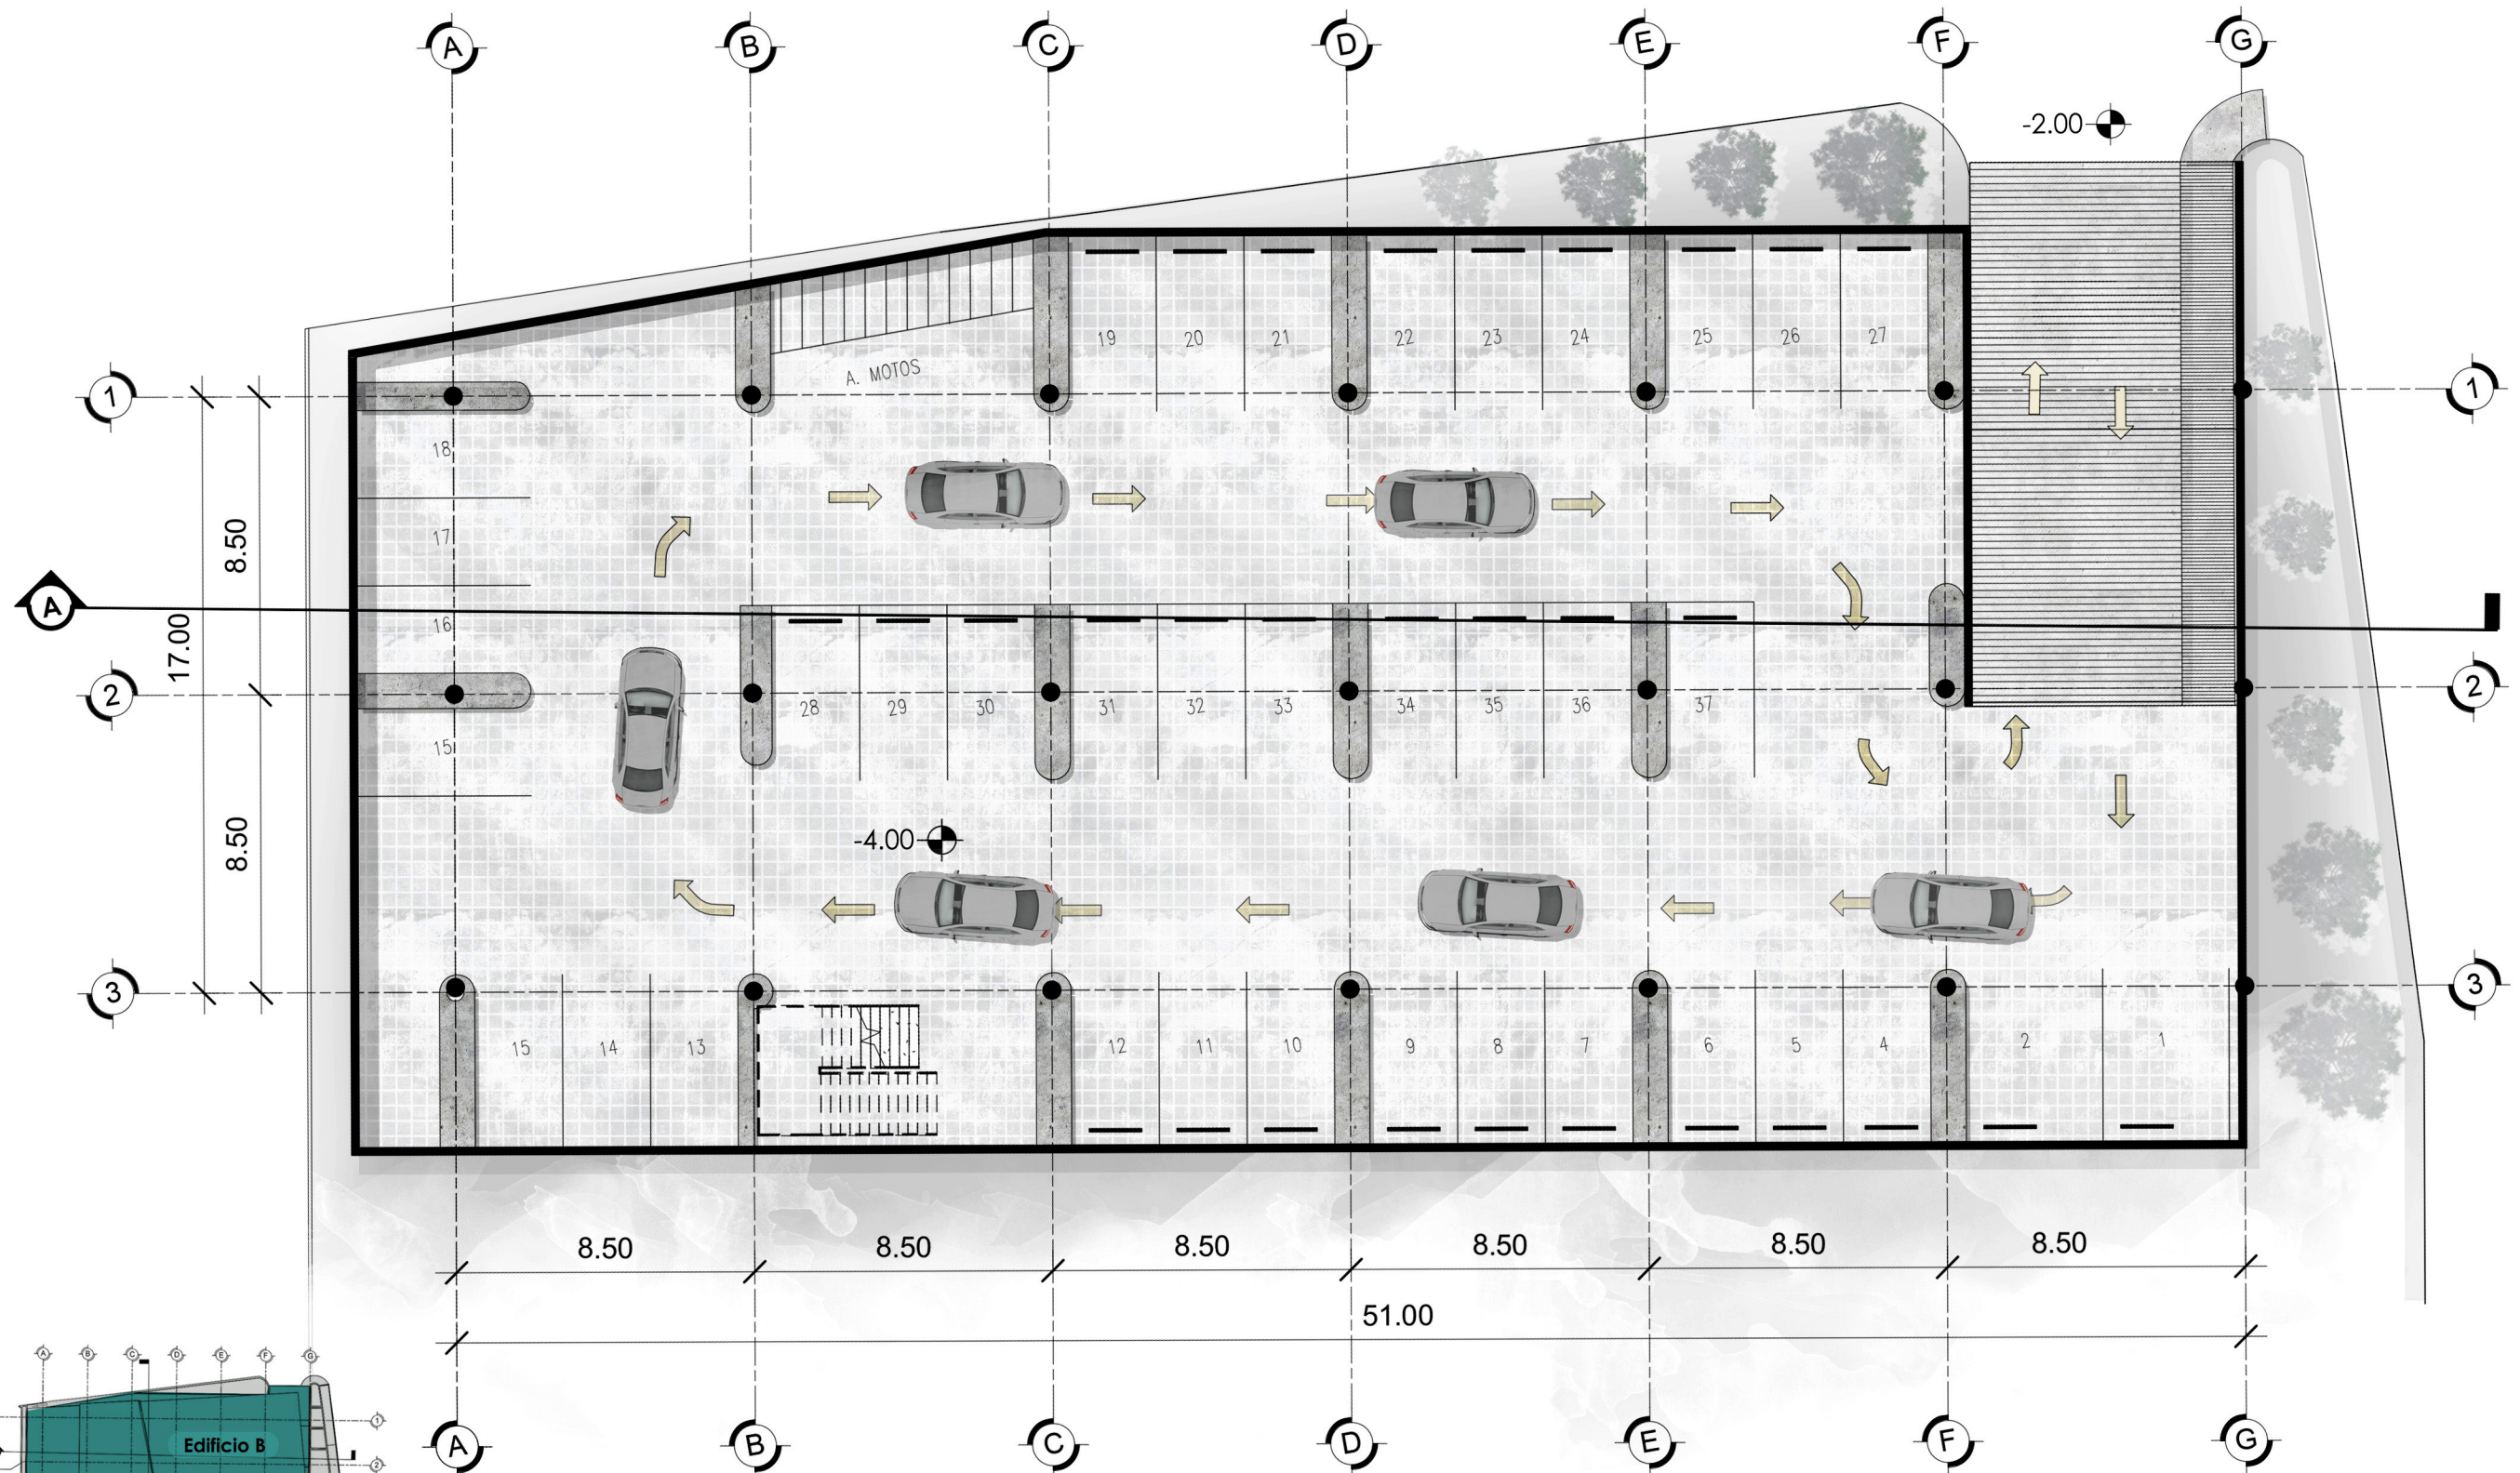 A B C D E F G
-2.00
19 20 21 22 23 24 25 26 27
A. MOTOS
1 1
18
17
8.50
A
16
17.00
2 2
28 29 30 31 32 33 34 35 36 37
15
8.50
-4.00
3 3
15 14 13 12 11 10 9 8 7 6 5 4 2 1
8.50 8.50 8.50 8.50 8.50 8.50
51.00
A B C D E F G
A B C D E F G
1
Edificio B
2